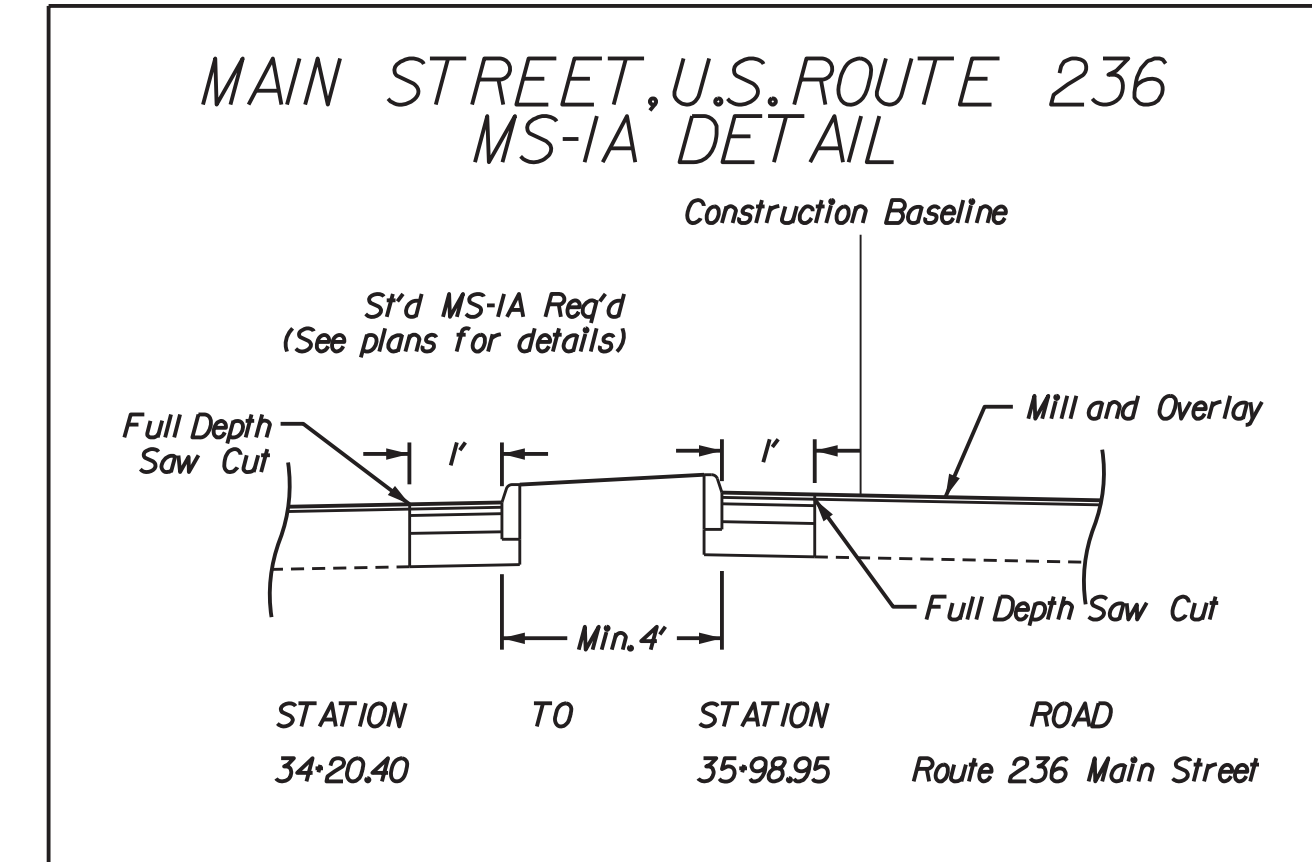 MAIN STREET, U.S. ROUTE 236
MS-1A DETAIL
Construction Baseline
St'd MS-1A Req'd
(See plans for details)
Mill and Overlay
Full Depth
Saw Cut
1'
1'
Full Depth Saw Cut
Min. 4'
STATION TO STATION ROAD
34+20.40 35+98.95 Route 236 Main Street